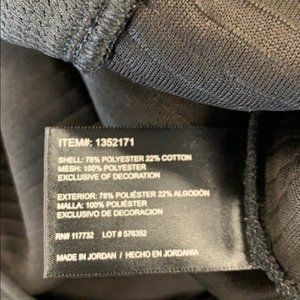 ITEM#: 1352171
SHELL: 78% POLYESTER 22% COTTON
MESH: 100% POLYESTER
EXCLUSIVE OF DECORATION
EXTERIOR: 78% POLIÉSTER 22% ALGODÓN
MALLA: 100% POLIÉSTER
EXCLUSIVO DE DECORACION
RN# 117732 LOT # 576352
MADE IN JORDAN / HECHO EN JORDANIA